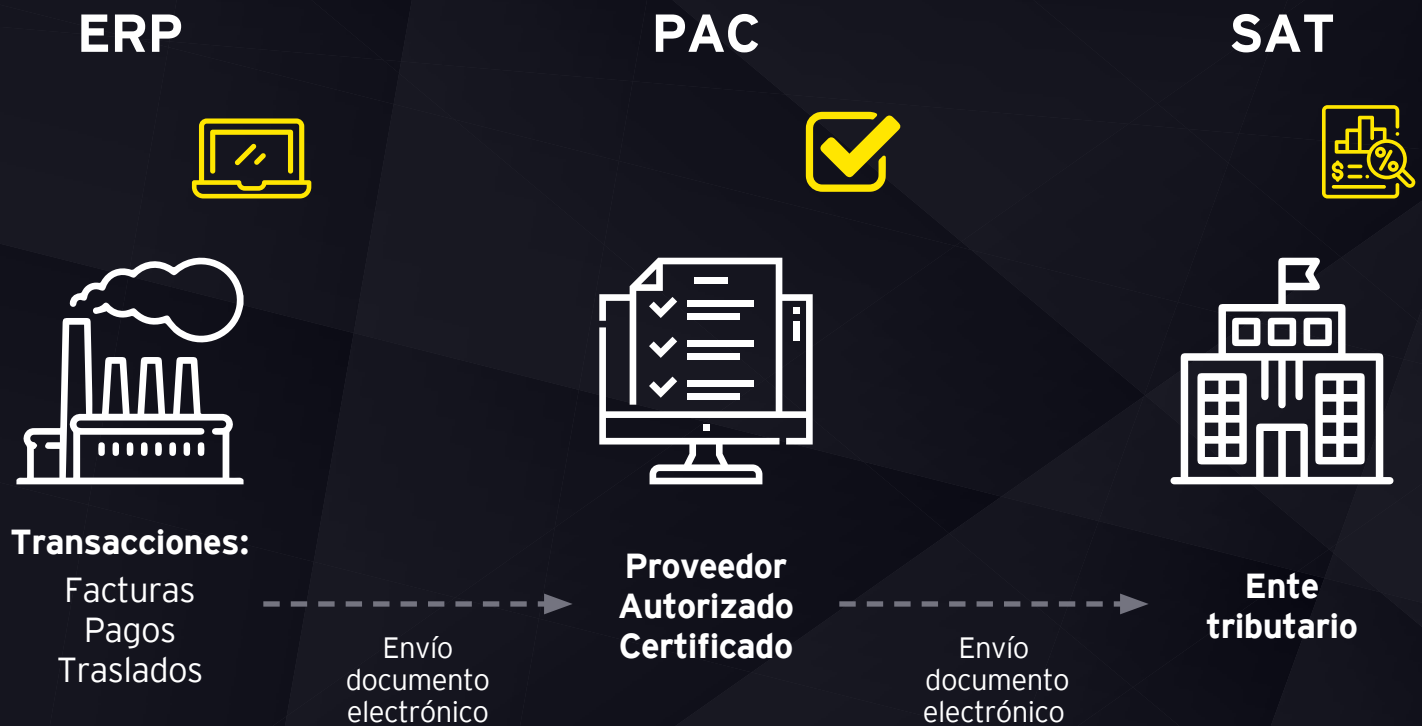 ERP
PAC
SAT
Transacciones:
Facturas
Pagos
Traslados
Envío
documento
electrónico
Proveedor
Autorizado
Certificado
Envío
documento
electrónico
Ente
tributario
$
%